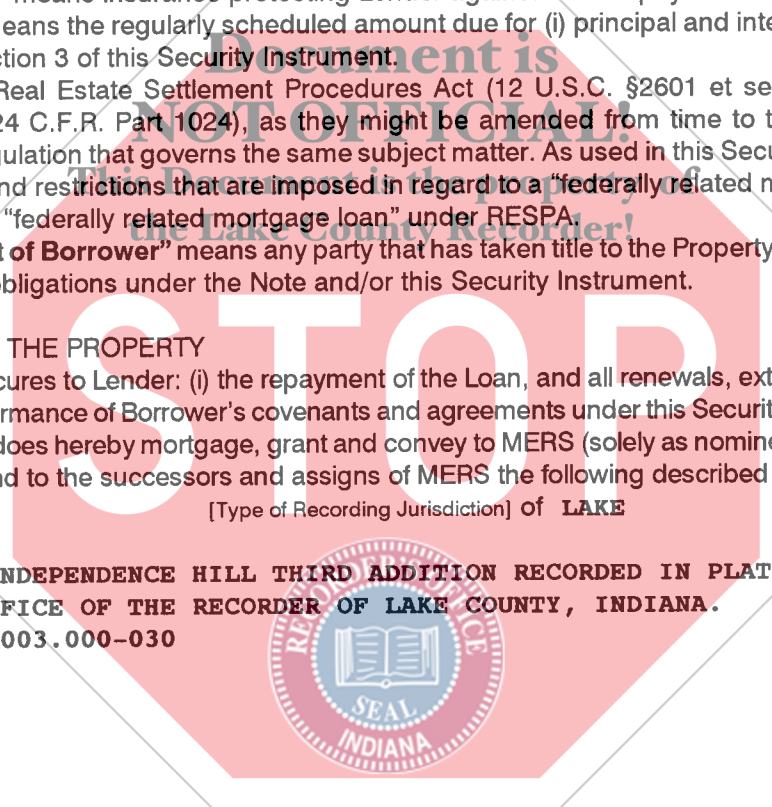 means the regularly scheduled amount due for (i) principal and inte
ction 3 of this Security Instrument.
Real Estate Settlement Procedures Act (12 U.S.C. §2601 et se
24 C.F.R. Part 1024), as they might be amended from time to t
gulation that governs the same subject matter. As used in this Secu
nd restrictions that are imposed in regard to a “federally related m
“federally related mortgage loan” under RESPA.
t of Borrower” means any party that has taken title to the Property
obligations under the Note and/or this Security Instrument.
THE PROPERTY
cures to Lender: (i) the repayment of the Loan, and all renewals, ext
rmance of Borrower’s covenants and agreements under this Securit
does hereby mortgage, grant and convey to MERS (solely as nomine
nd to the successors and assigns of MERS the following described
[Type of Recording Jurisdiction] of LAKE
NDEPENDENCE HILL THIRD ADDITION RECORDED IN PLAT
FICE OF THE RECORDER OF LAKE COUNTY, INDIANA.
003.000-030
Document is
NOT OFFICIAL!
This Document is the property of
the Lake County Recorder!
STOP
RECORDER'S OFFICE
SEAL
INDIANA